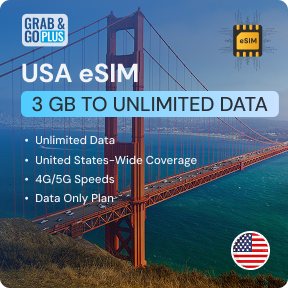 GRAB &
GO PLUS
eSIM
USA eSIM
3 GB TO UNLIMITED DATA
• Unlimited Data
• United States-Wide Coverage
• 4G/5G Speeds
• Data Only Plan